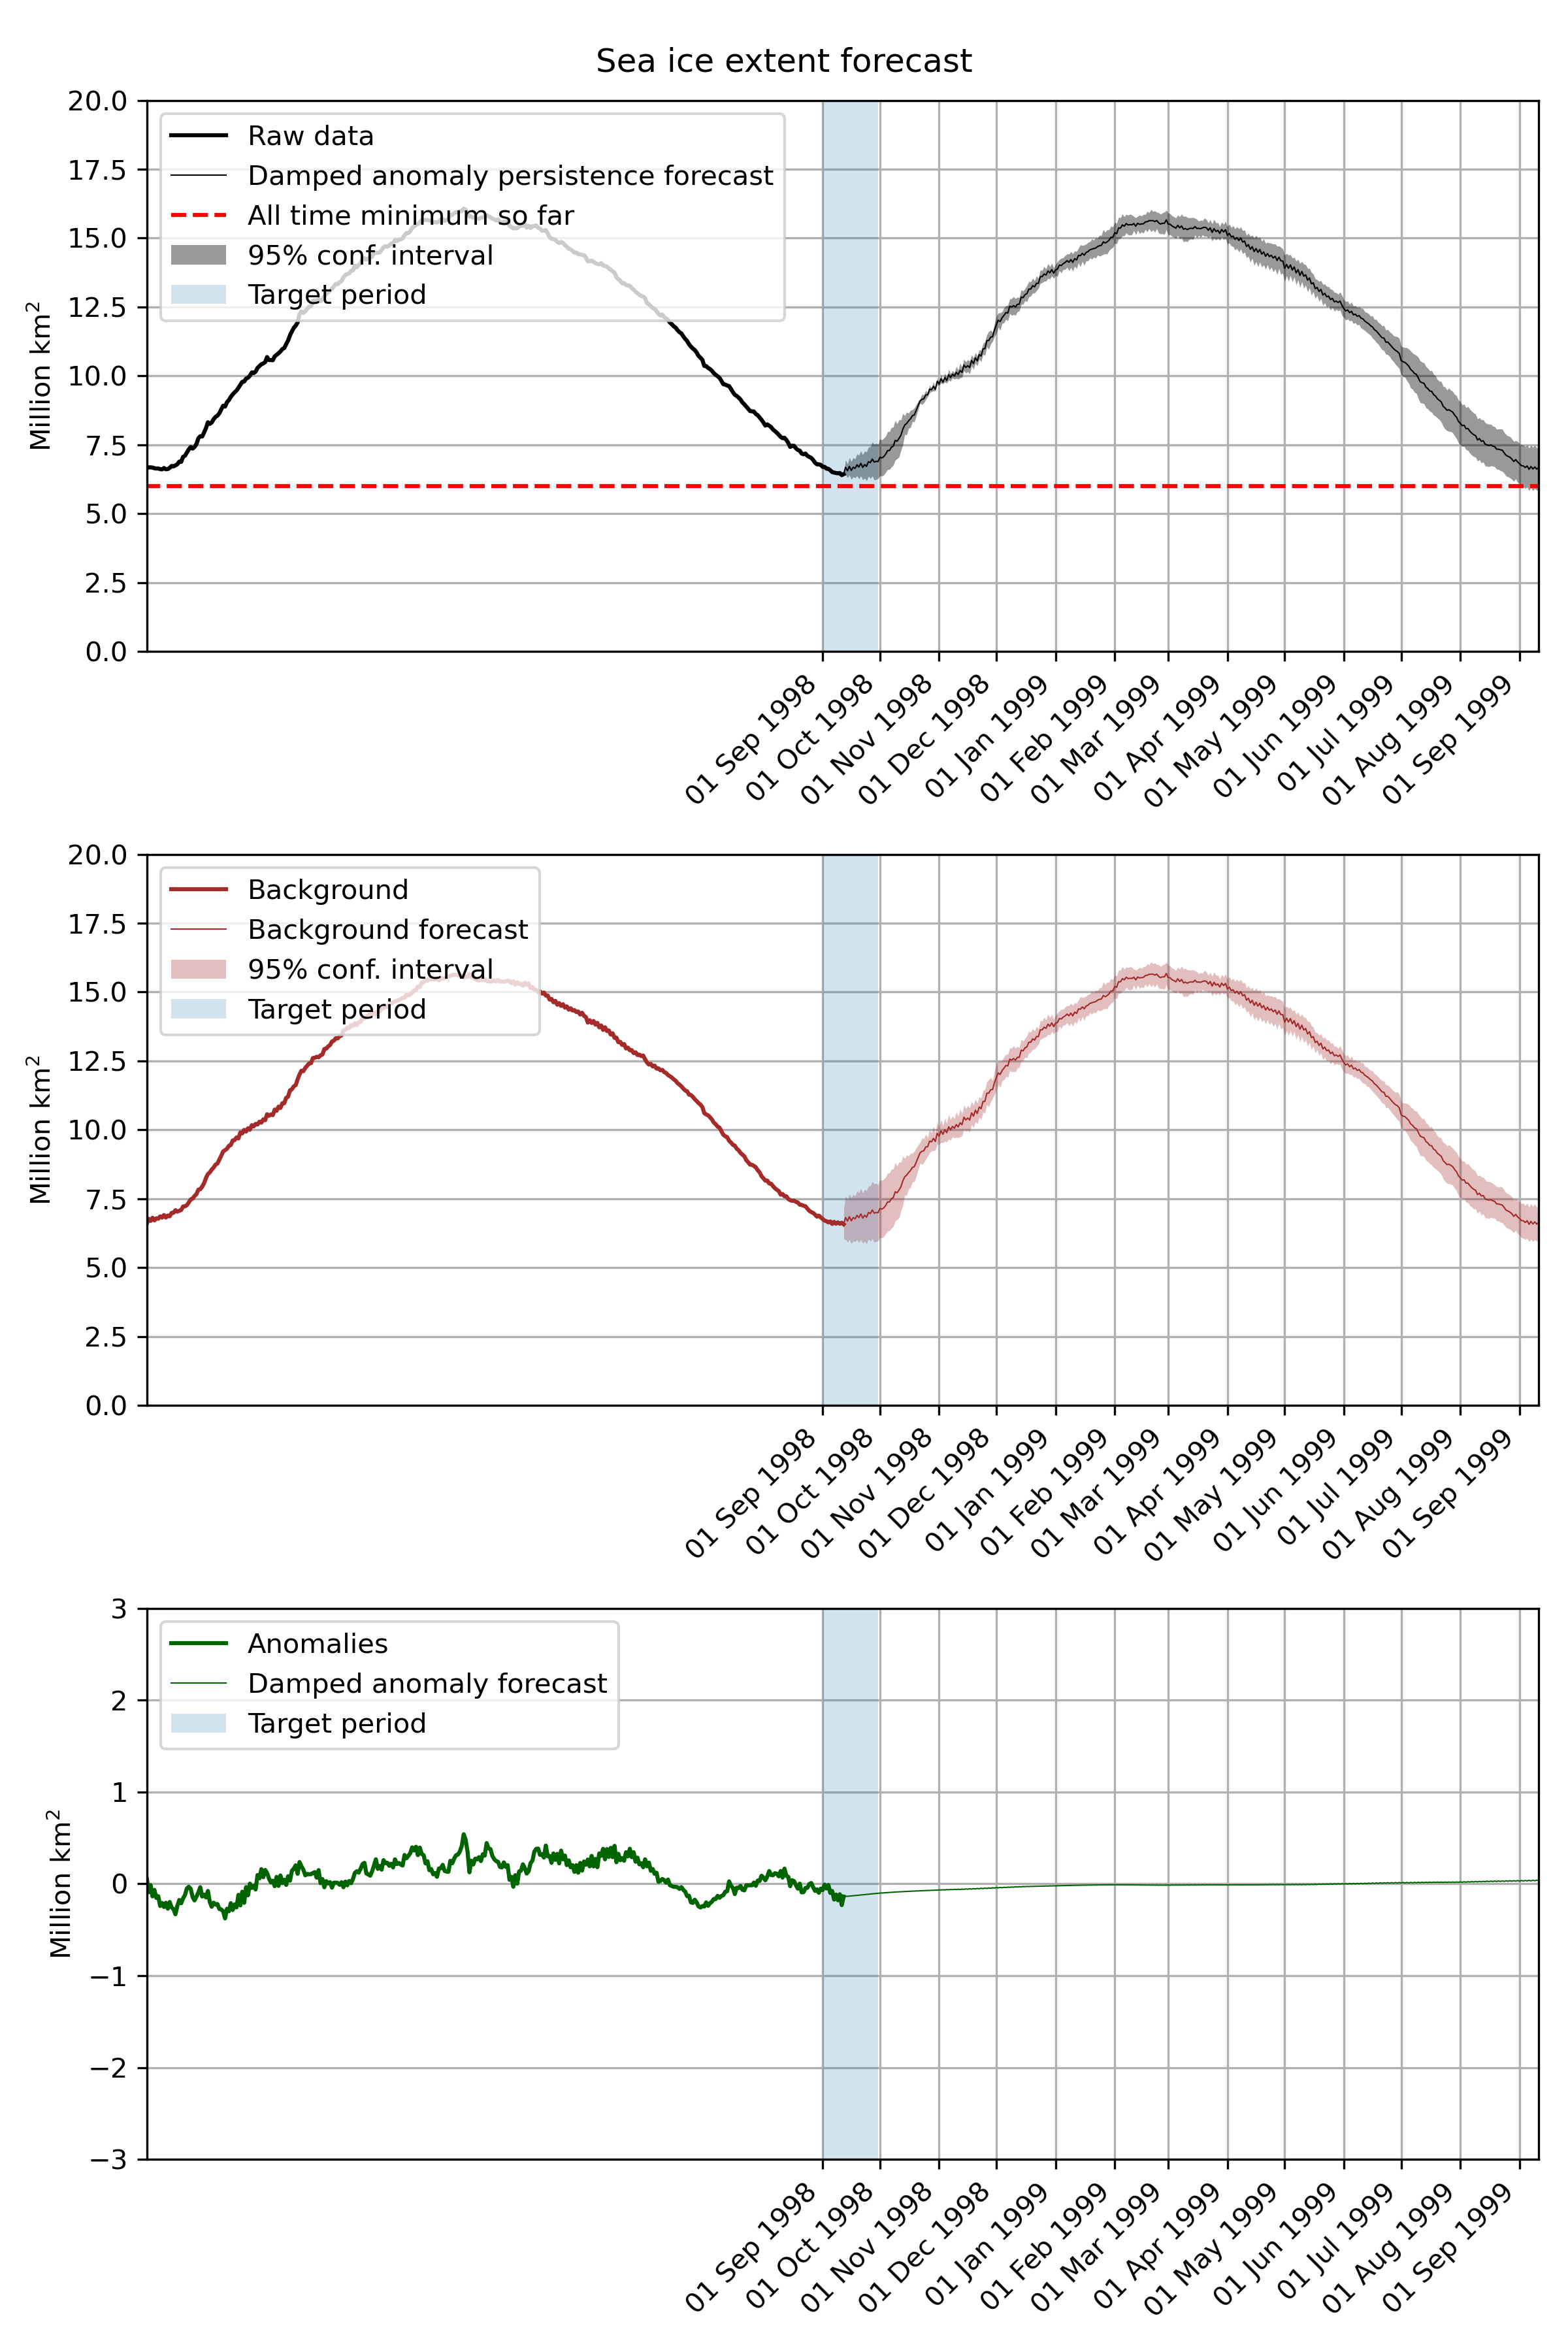 Sea ice extent forecast
20.0
17.5
15.0
12.5
10.0
7.5
5.0
2.5
0.0
Million km²
Raw data
Damped anomaly persistence forecast
All time minimum so far
95% conf. interval
Target period
01 Sep 1998
01 Oct 1998
01 Nov 1998
01 Dec 1998
01 Jan 1999
01 Feb 1999
01 Mar 1999
01 Apr 1999
01 May 1999
01 Jun 1999
01 Jul 1999
01 Aug 1999
01 Sep 1999
20.0
17.5
15.0
12.5
10.0
7.5
5.0
2.5
0.0
Million km²
Background
Background forecast
95% conf. interval
Target period
01 Sep 1998
01 Oct 1998
01 Nov 1998
01 Dec 1998
01 Jan 1999
01 Feb 1999
01 Mar 1999
01 Apr 1999
01 May 1999
01 Jun 1999
01 Jul 1999
01 Aug 1999
01 Sep 1999
3
2
1
0
−1
−2
−3
Million km²
Anomalies
Damped anomaly forecast
Target period
01 Sep 1998
01 Oct 1998
01 Nov 1998
01 Dec 1998
01 Jan 1999
01 Feb 1999
01 Mar 1999
01 Apr 1999
01 May 1999
01 Jun 1999
01 Jul 1999
01 Aug 1999
01 Sep 1999